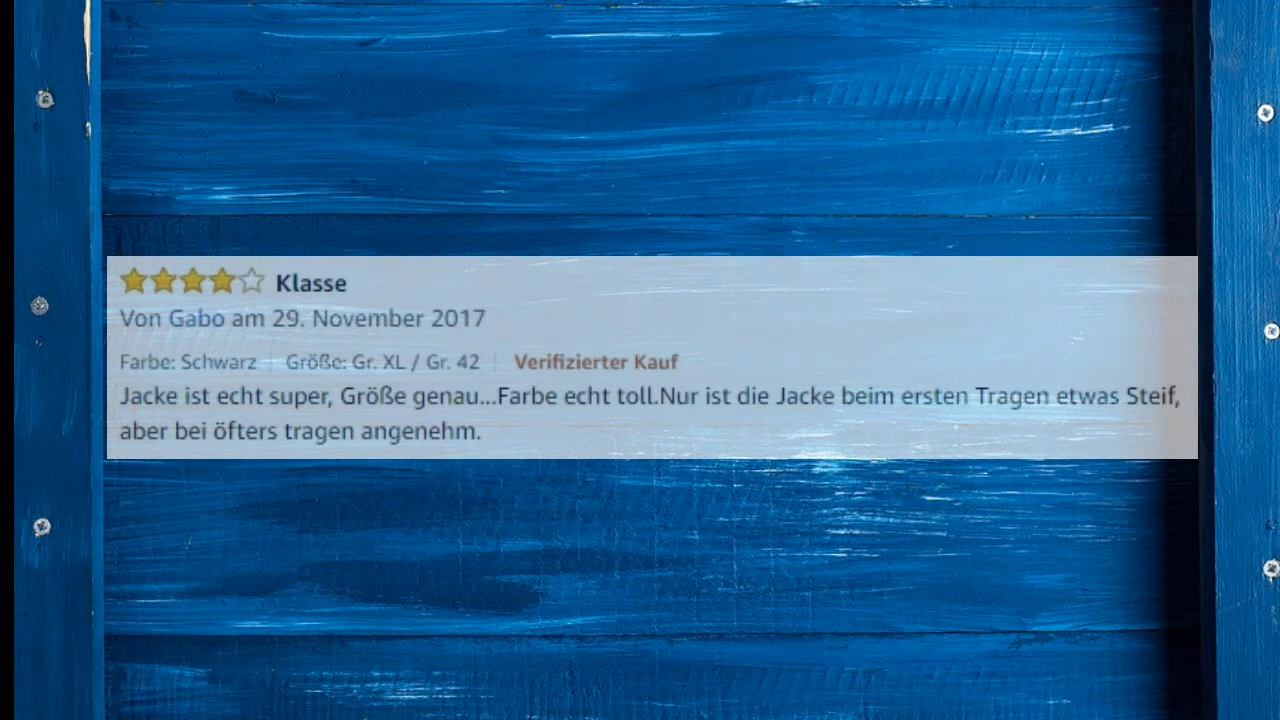 Klasse
Von Gabo am 29. November 2017
Farbe: Schwarz | Größe: Gr. XL / Gr. 42 | Verifizierter Kauf
Jacke ist echt super, Größe genau...Farbe echt toll.Nur ist die Jacke beim ersten Tragen etwas Steif,
aber bei öfters tragen angenehm.